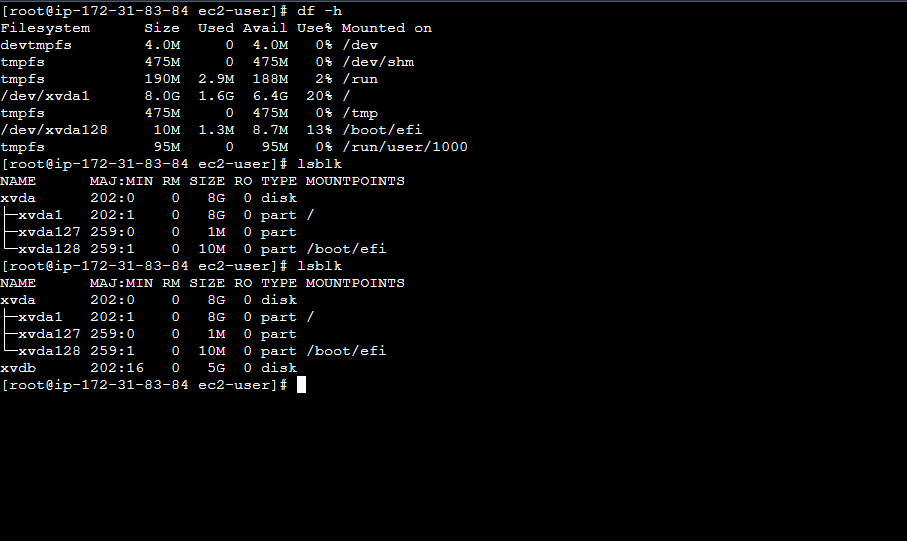 [root@ip-172-31-83-84 ec2-user]# df -h
Filesystem      Size  Used Avail Use% Mounted on
devtmpfs        4.0M     0  4.0M   0% /dev
tmpfs           475M     0  475M   0% /dev/shm
tmpfs           190M  2.9M  188M   2% /run
/dev/xvda1      8.0G  1.6G  6.4G  20% /
tmpfs           475M     0  475M   0% /tmp
/dev/xvda128     10M  1.3M  8.7M  13% /boot/efi
tmpfs            95M     0   95M   0% /run/user/1000
[root@ip-172-31-83-84 ec2-user]# lsblk
NAME      MAJ:MIN RM SIZE RO TYPE MOUNTPOINTS
xvda      202:0    0   8G  0 disk
├─xvda1   202:1    0   8G  0 part /
├─xvda127 259:0    0   1M  0 part
└─xvda128 259:1    0  10M  0 part /boot/efi
[root@ip-172-31-83-84 ec2-user]# lsblk
NAME      MAJ:MIN RM SIZE RO TYPE MOUNTPOINTS
xvda      202:0    0   8G  0 disk
├─xvda1   202:1    0   8G  0 part /
├─xvda127 259:0    0   1M  0 part
└─xvda128 259:1    0  10M  0 part /boot/efi
xvdb      202:16   0   5G  0 disk
[root@ip-172-31-83-84 ec2-user]#